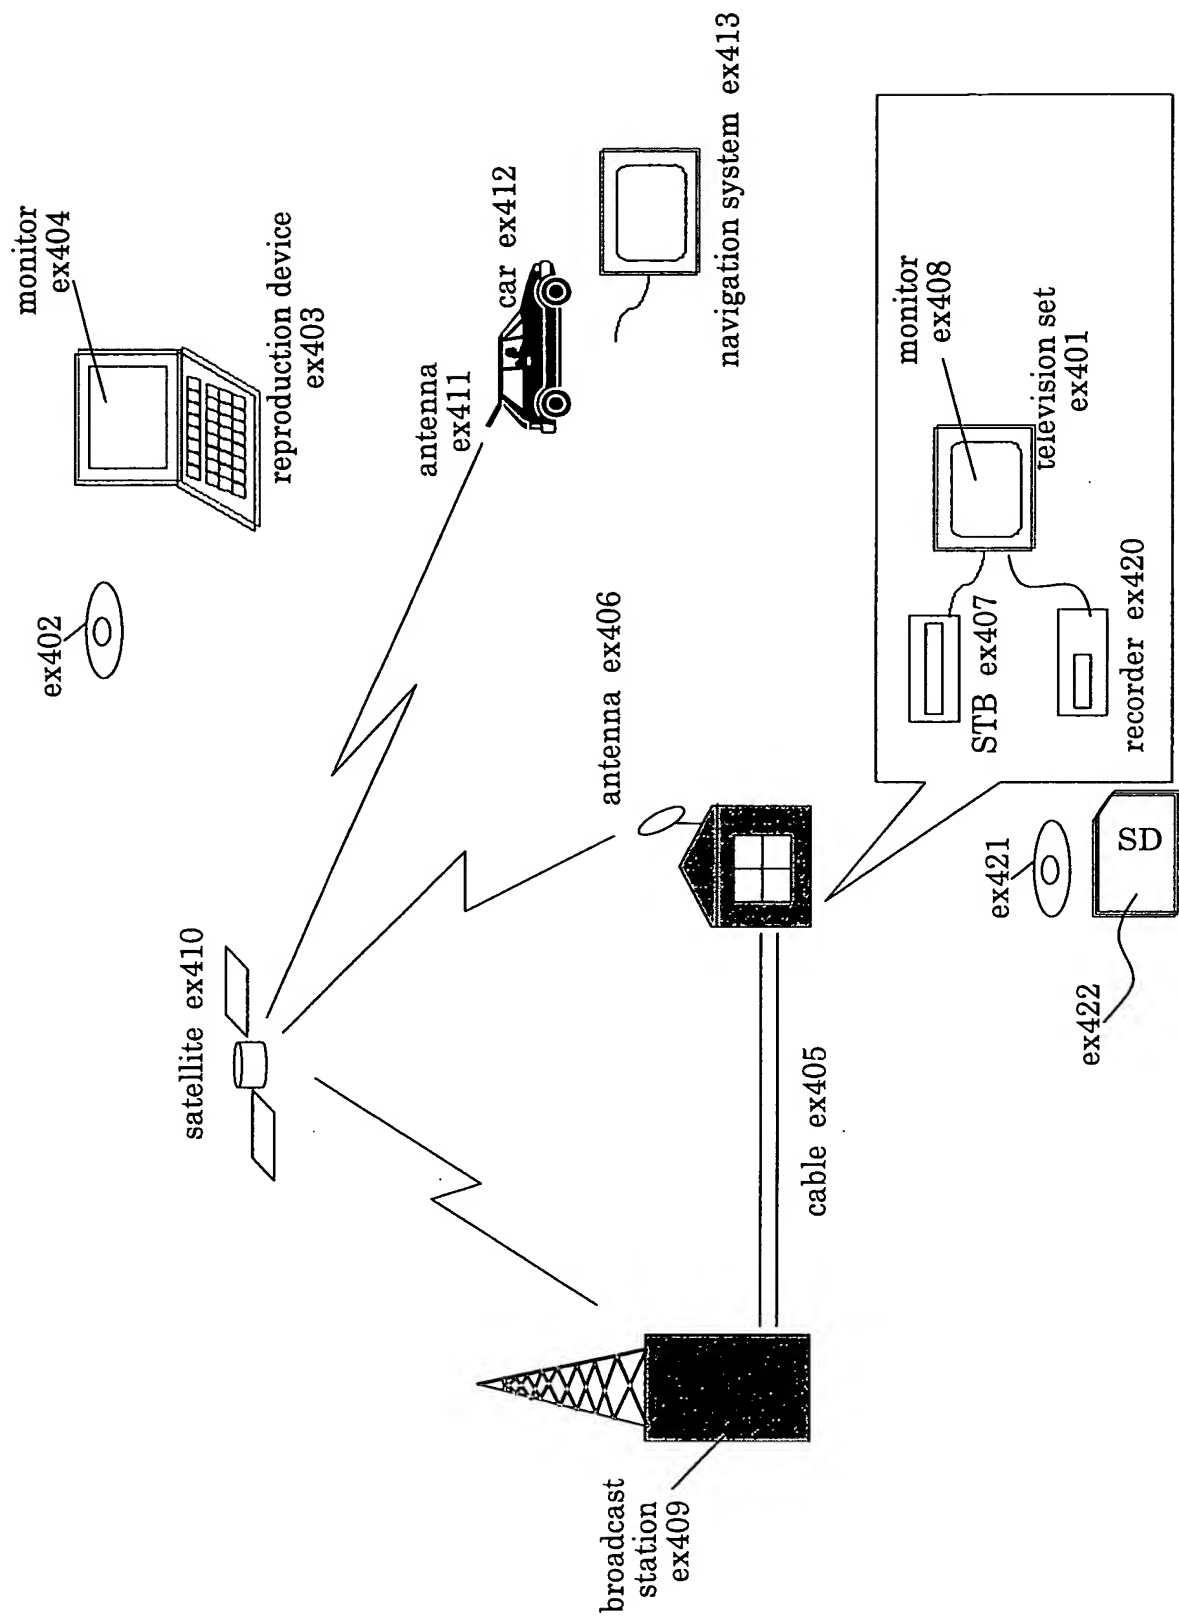 monitor
ex404
ex402
reproduction device
ex403
satellite ex410
antenna
ex411
car ex412
antenna ex406
navigation system ex413
broadcast
station
ex409
cable ex405
monitor
ex408
STB ex407
television set
ex401
recorder ex420
ex421
SD
ex422